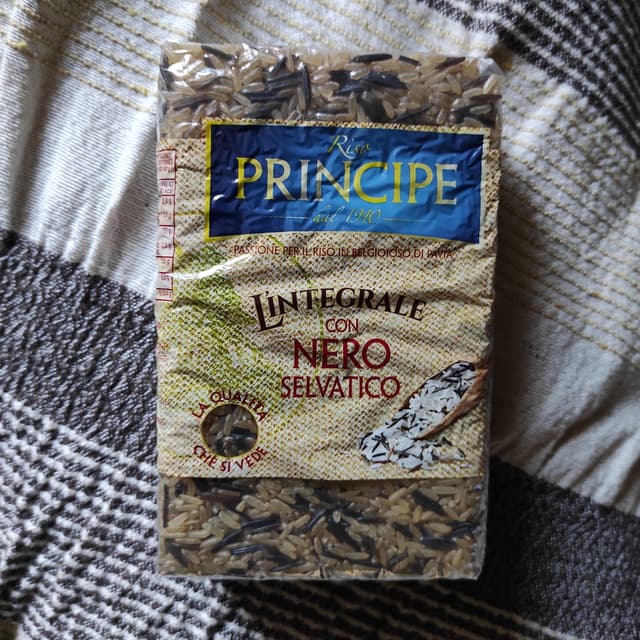 Riso
PRINCIPE
dal 1910
PASSIONE PER IL RISO IN BELGIOIOSO DI PAVIA
L'INTEGRALE
CON
NERO
SELVATICO
LA QUALITÀ
CHE SI VEDE